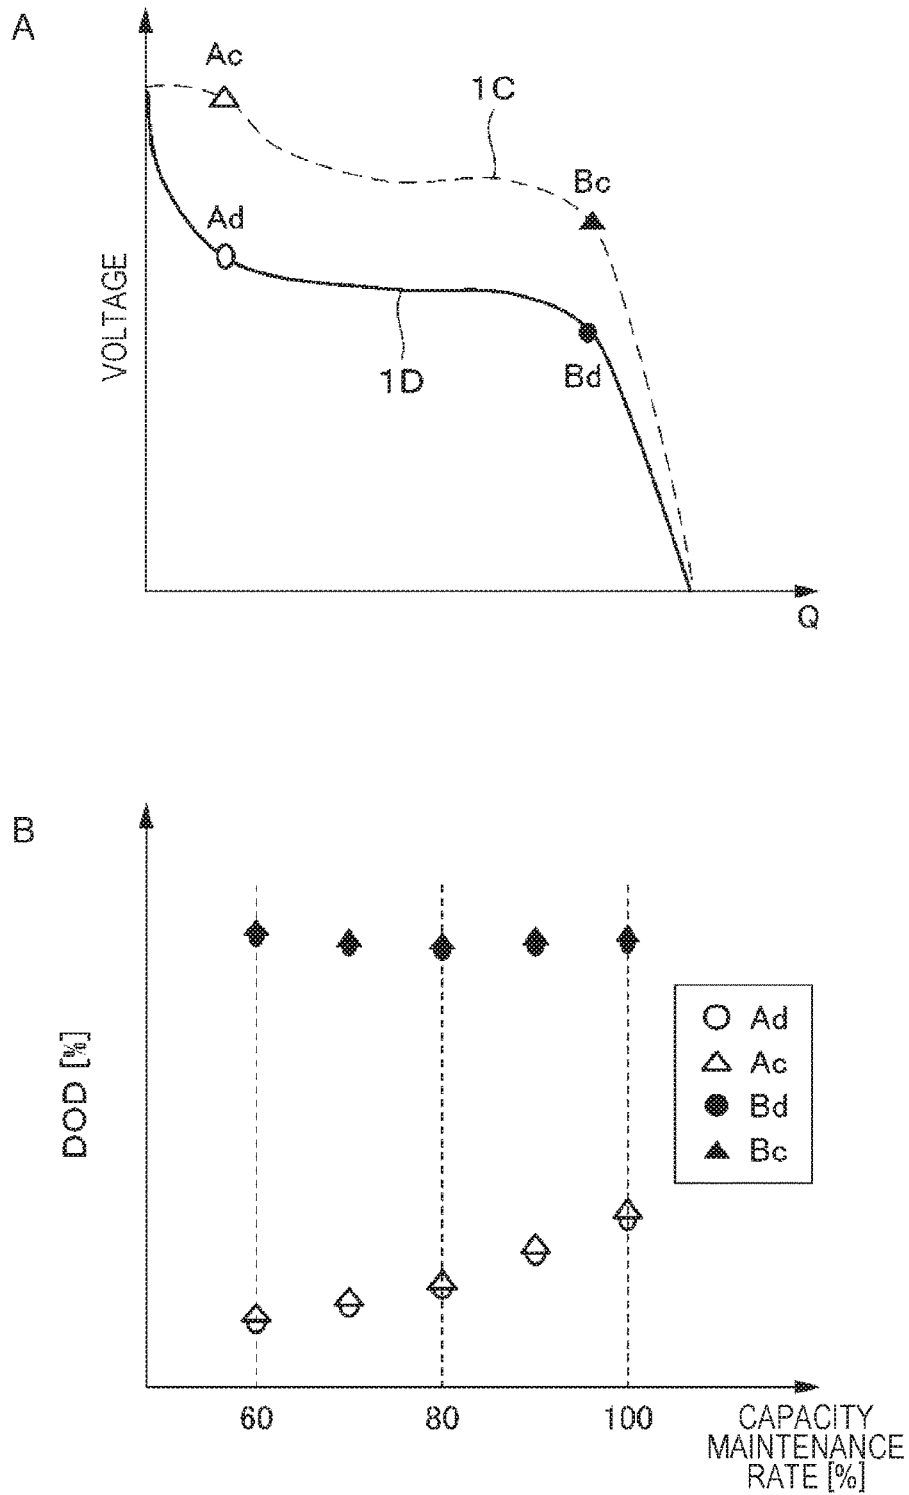 A
Ac
1C
Bc
Ad
VOLTAGE
1D
Bd
Q
B
DOD [%]
Ad
Ac
Bd
Bc
60
80
100
CAPACITY
MAINTENANCE
RATE [%]